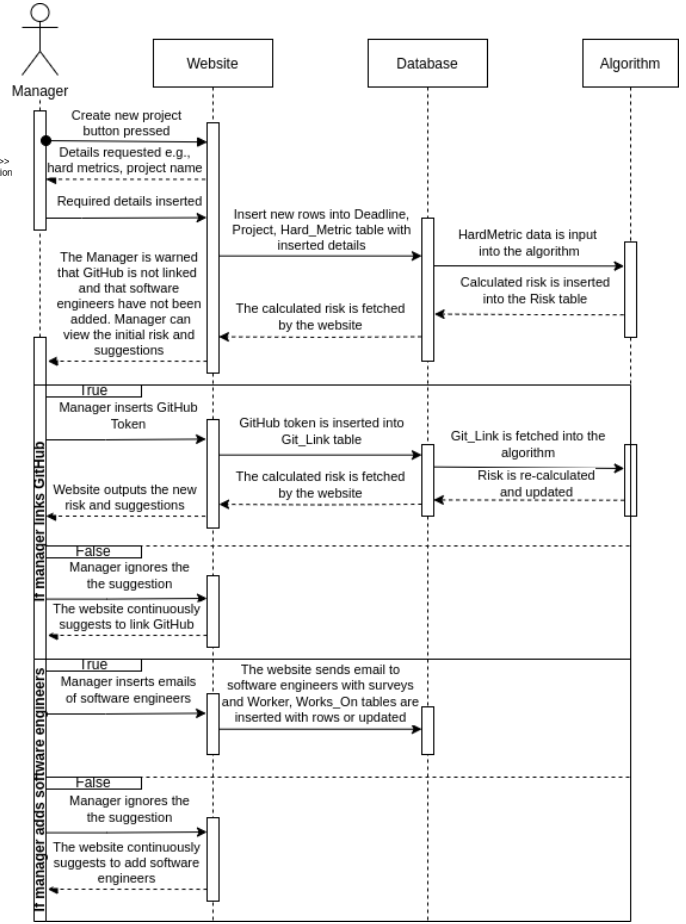 Website
Database
Algorithm
Manager
Create new project
button pressed
>>
Details requested e.g.,
hard metrics, project name
Required details inserted
Insert new rows into Deadline,
Project, Hard_Metric table with
inserted details
HardMetric data is input
into the algorithm
Calculated risk is inserted
into the Risk table
The calculated risk is fetched
by the website
The Manager is warned
that GitHub is not linked
and that software
engineers have not been
added. Manager can
view the initial risk and
suggestions
If manager links GitHub
True
Manager inserts GitHub
Token
GitHub token is inserted into
Git_Link table
Git_Link is fetched into the
algorithm
Risk is re-calculated
and updated
The calculated risk is fetched
by the website
Website outputs the new
risk and suggestions
False
Manager ignores the
the suggestion
The website continuously
suggests to link GitHub
If manager adds software engineers
True
Manager inserts emails
of software engineers
The website sends email to
software engineers with surveys
and Worker, Works_On tables are
inserted with rows or updated
False
Manager ignores the
the suggestion
The website continuously
suggests to add software
engineers